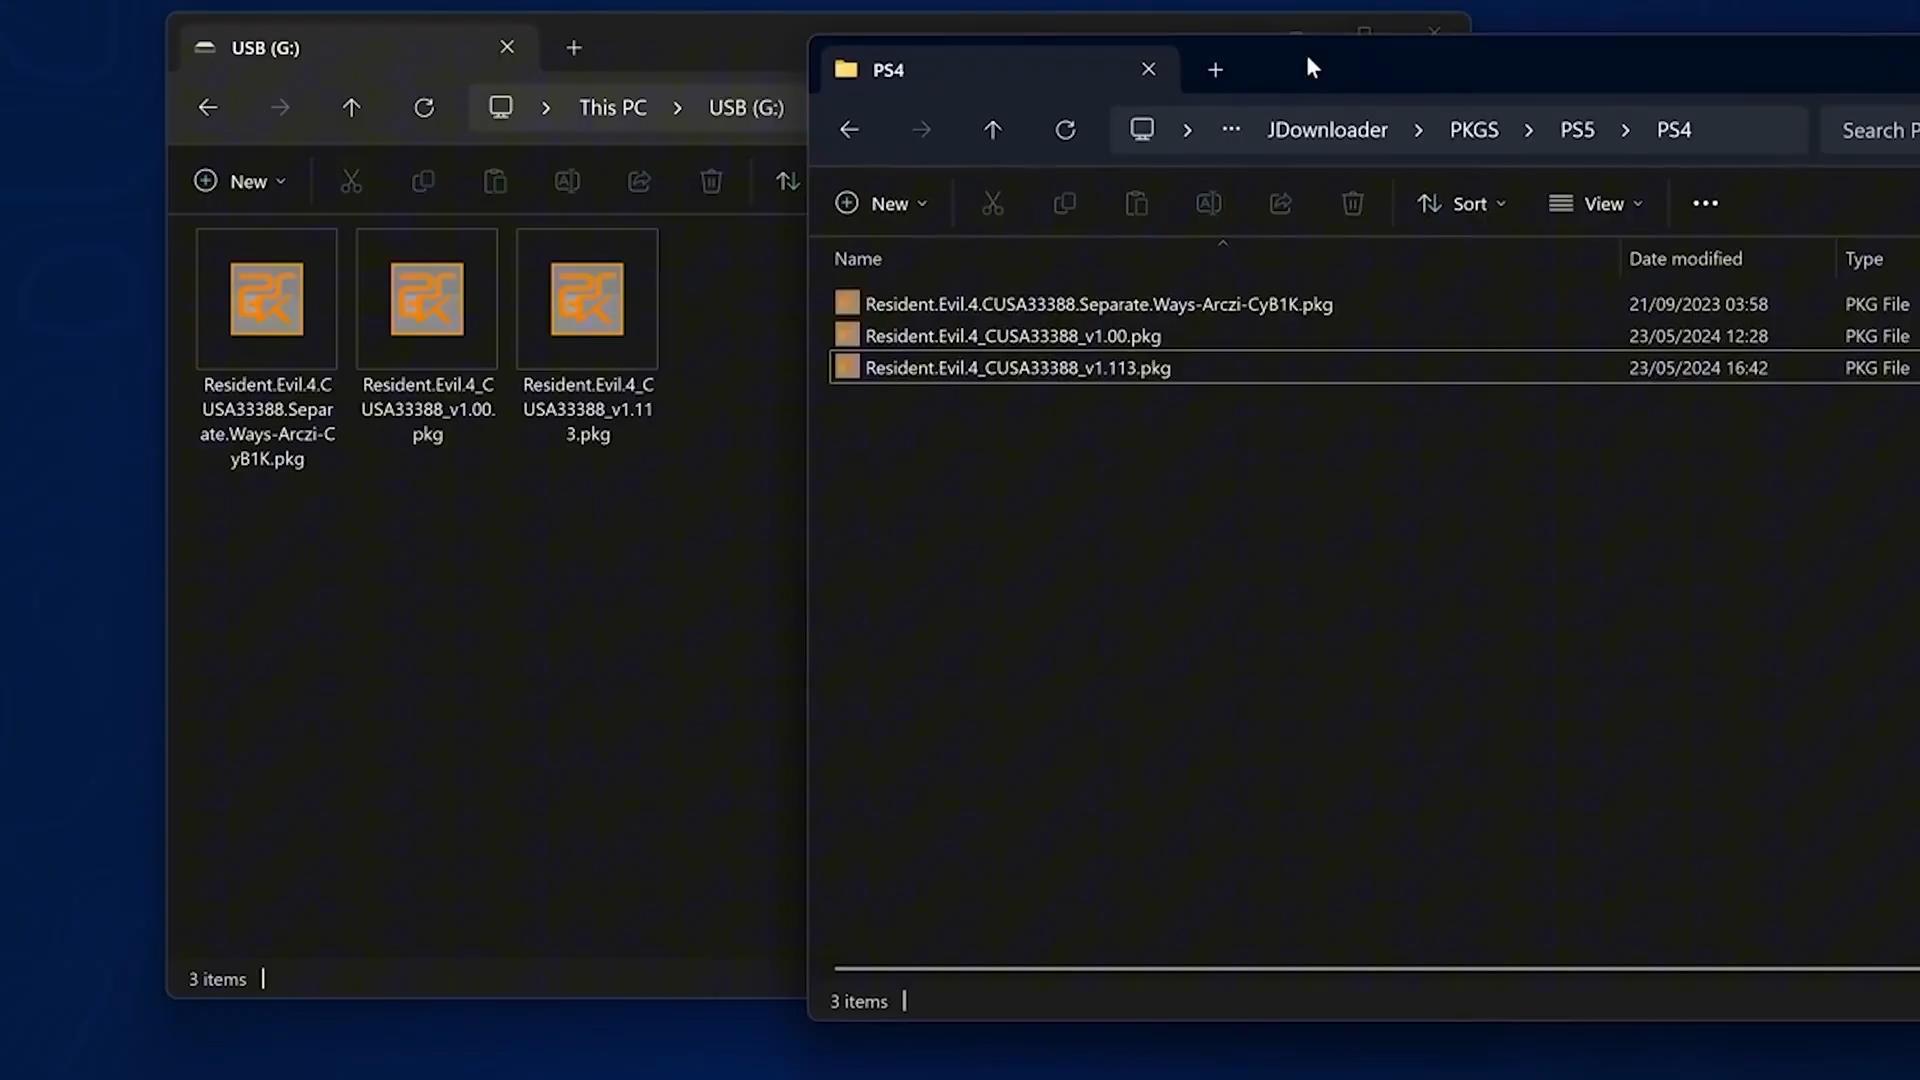 USB (G:)
This PC
USB (G:)
New
Resident.Evil.4.C
USA33388.Separ
ate.Ways-Arczi-C
yB1K.pkg
Resident.Evil.4_C
USA33388_v1.00.
pkg
Resident.Evil.4_C
USA33388_v1.11
3.pkg
3 items
PS4
JDownloader
PKGS
PS5
PS4
Search P
New
Sort
View
Name
Date modified
Type
Resident.Evil.4.CUSA33388.Separate.Ways-Arczi-CyB1K.pkg
21/09/2023 03:58
PKG File
Resident.Evil.4_CUSA33388_v1.00.pkg
23/05/2024 12:28
PKG File
Resident.Evil.4_CUSA33388_v1.113.pkg
23/05/2024 16:42
PKG File
3 items